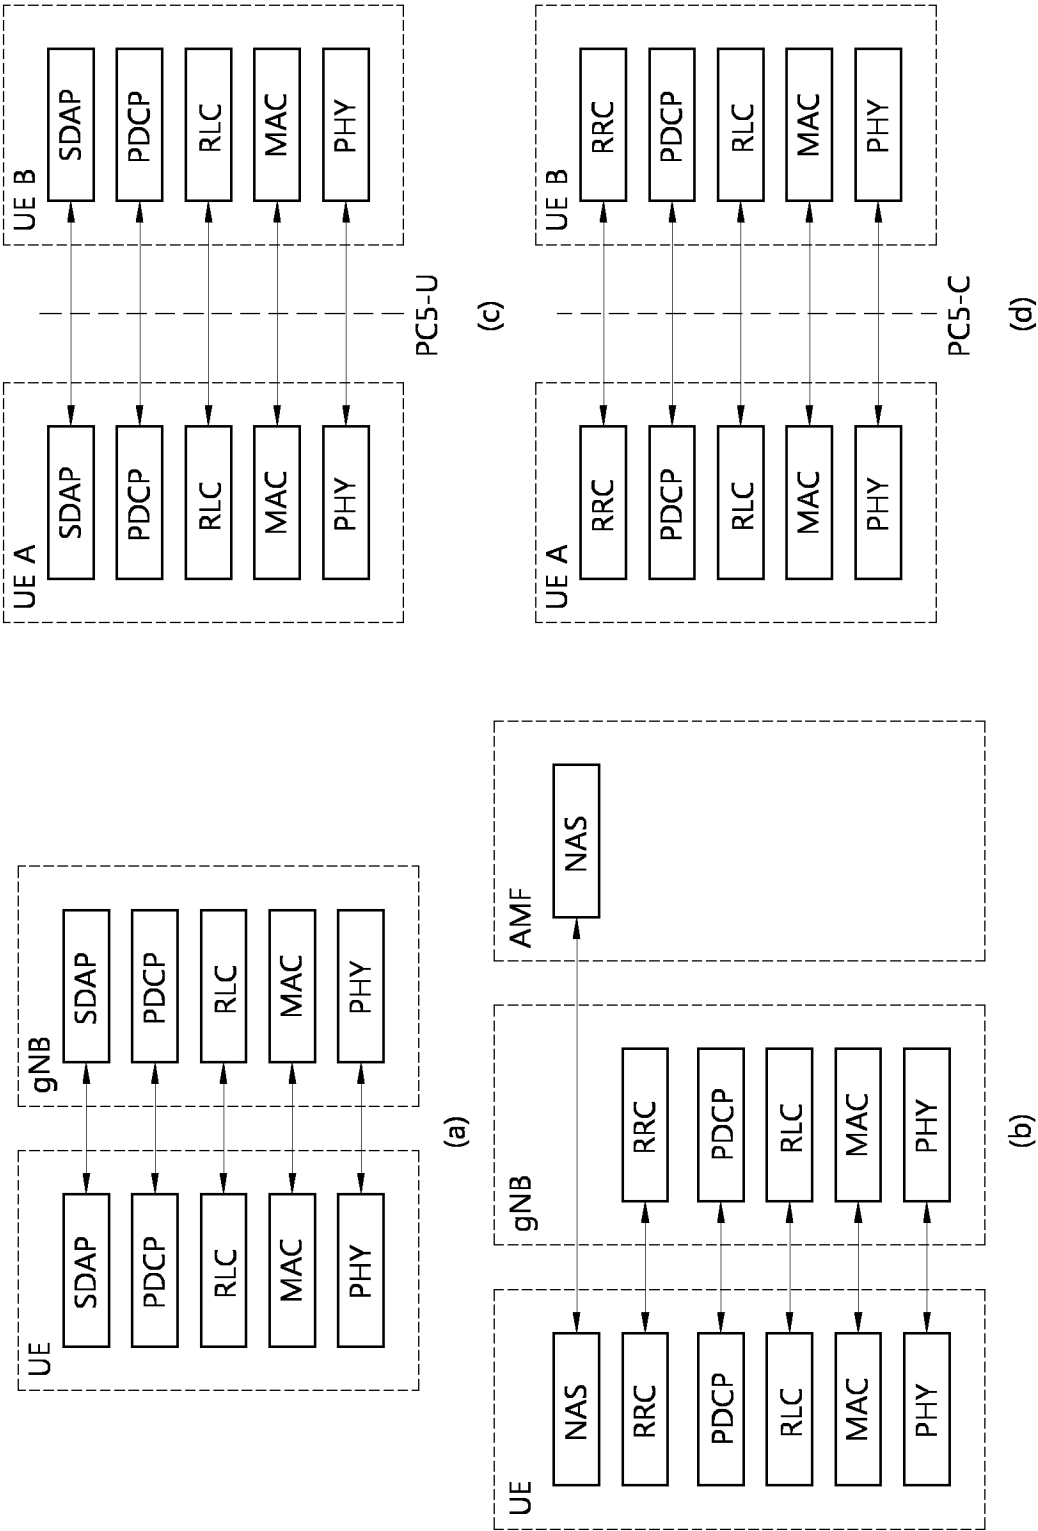 UE
gNB
SDAP
SDAP
PDCP
PDCP
RLC
RLC
MAC
MAC
PHY
PHY
(a)
UE
gNB
AMF
NAS
NAS
RRC
RRC
PDCP
PDCP
RLC
RLC
MAC
MAC
PHY
PHY
(b)
UE A
UE B
SDAP
SDAP
PDCP
PDCP
RLC
RLC
MAC
MAC
PHY
PHY
PC5-U
(c)
UE A
UE B
RRC
RRC
PDCP
PDCP
RLC
RLC
MAC
MAC
PHY
PHY
PC5-C
(d)